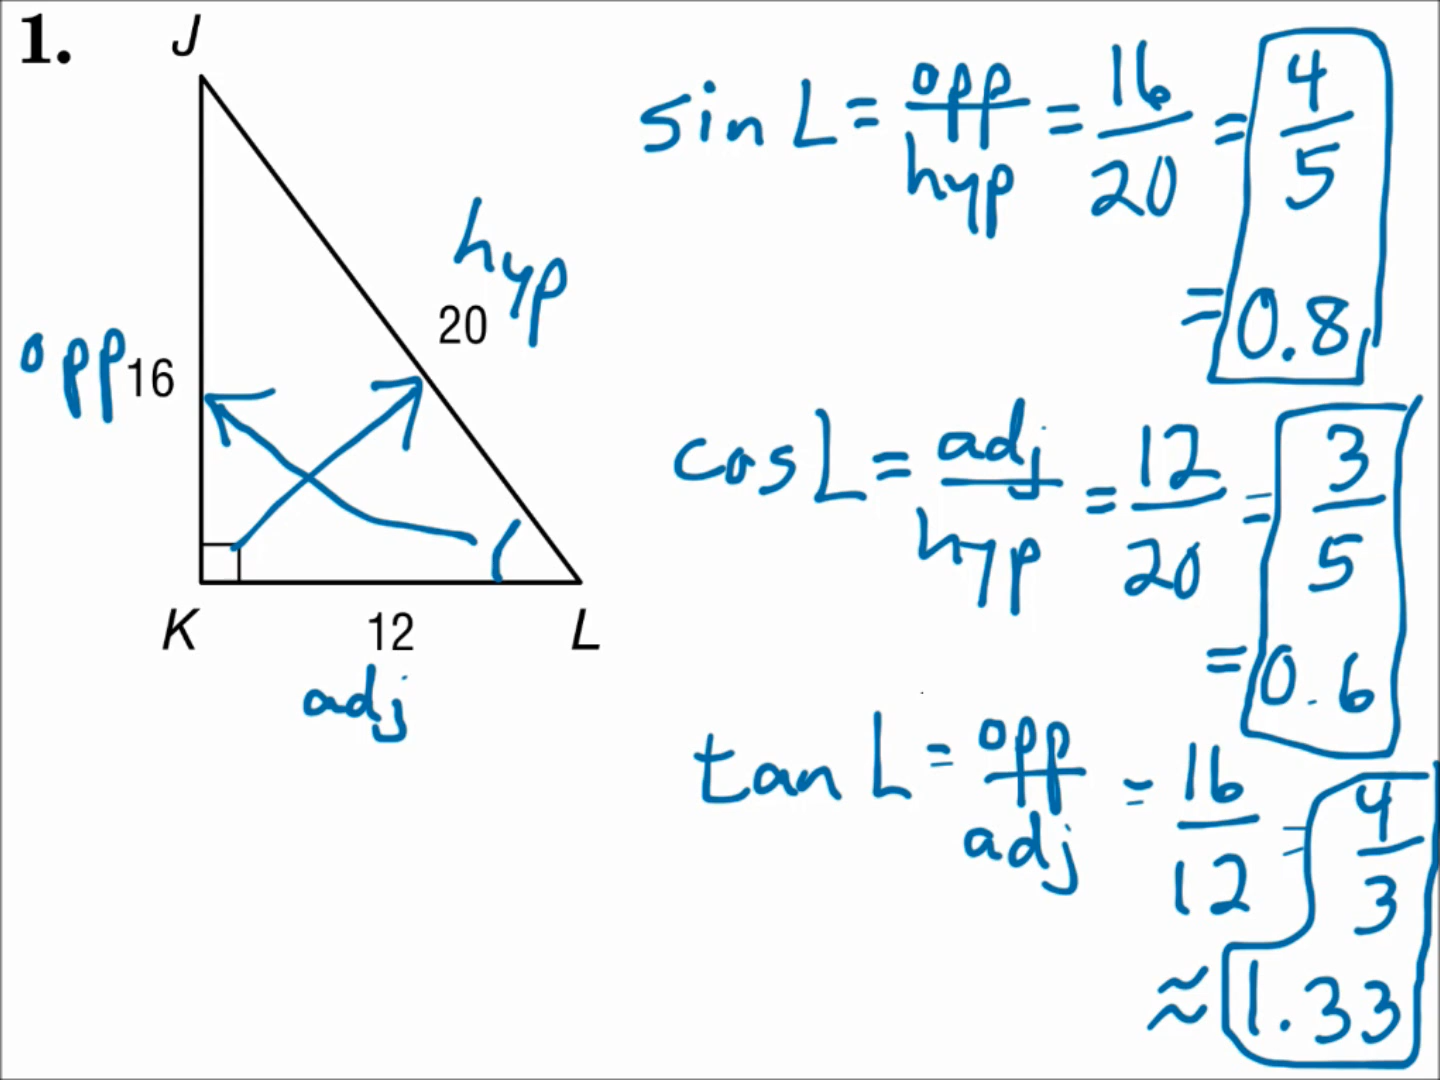 1.
J
opp 16
hyp
20
K
12
L
adj
sin L = opp/hyp = 16/20 = 4/5
= 0.8
cos L = adj/hyp = 12/20 = 3/5
= 0.6
tan L = opp/adj = 16/12 = 4/3
≈ 1.33